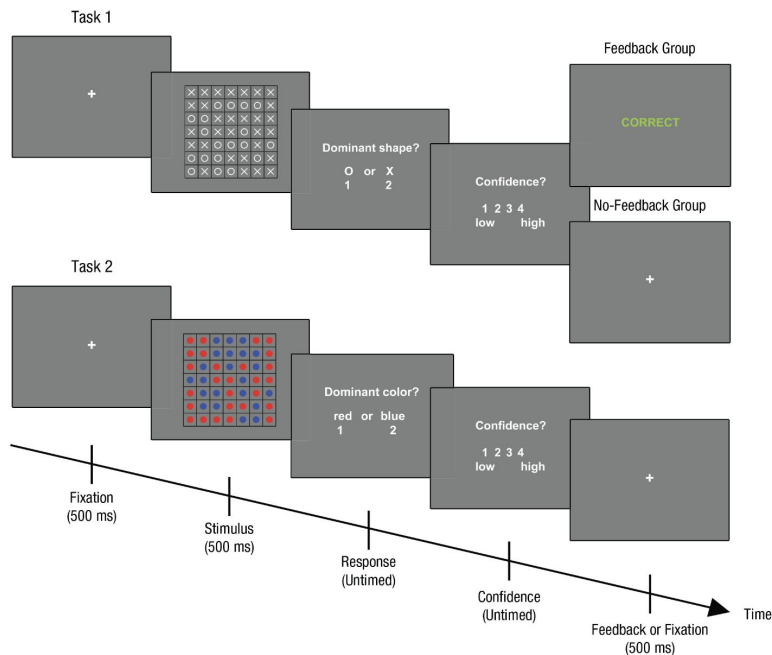 Task 1
Feedback Group
CORRECT
X X X X X X X
X X O O O O X
O O X X X O X
X X O X O X X
X X X O O X X
O O X X X O X
O X X O X X X
Dominant shape?
O or X
1 2
Confidence?
1 2 3 4
low high
No-Feedback Group
Task 2
Dominant color?
red or blue
1 2
Confidence?
1 2 3 4
low high
Fixation
(500 ms)
Stimulus
(500 ms)
Response
(Untimed)
Confidence
(Untimed)
Feedback or Fixation
(500 ms)
Time